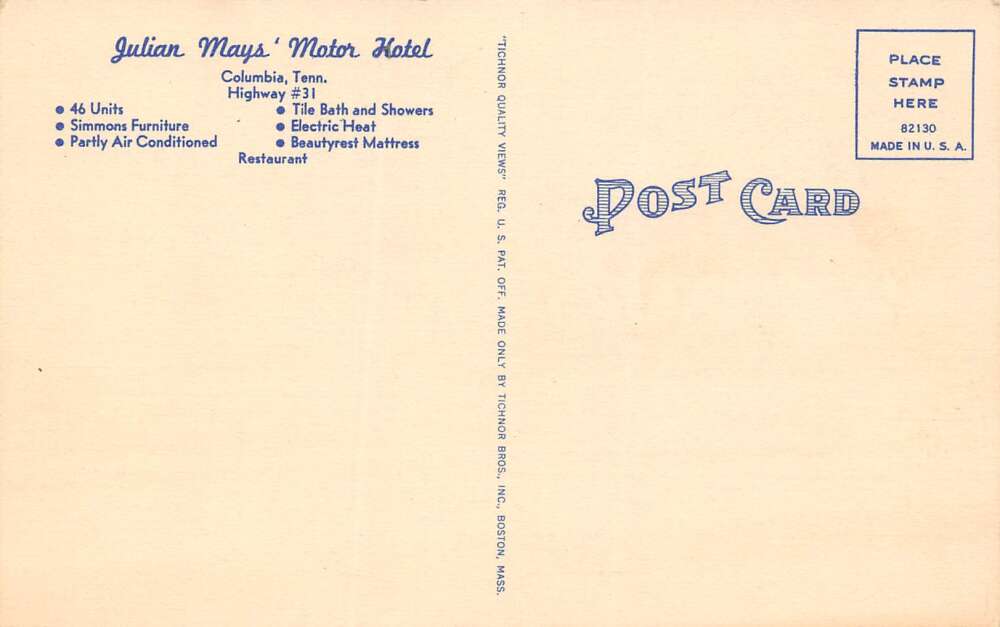 Julian Mays' Motor Hotel
Columbia, Tenn.
Highway #31
● 46 Units
● Simmons Furniture
● Partly Air Conditioned
● Tile Bath and Showers
● Electric Heat
● Beautyrest Mattress
Restaurant
"TICHNOR QUALITY VIEWS" REG. U. S. PAT. OFF. MADE ONLY BY TICHNOR BROS., INC., BOSTON, MASS.
PLACE
STAMP
HERE
82130
MADE IN U. S. A.
POST CARD